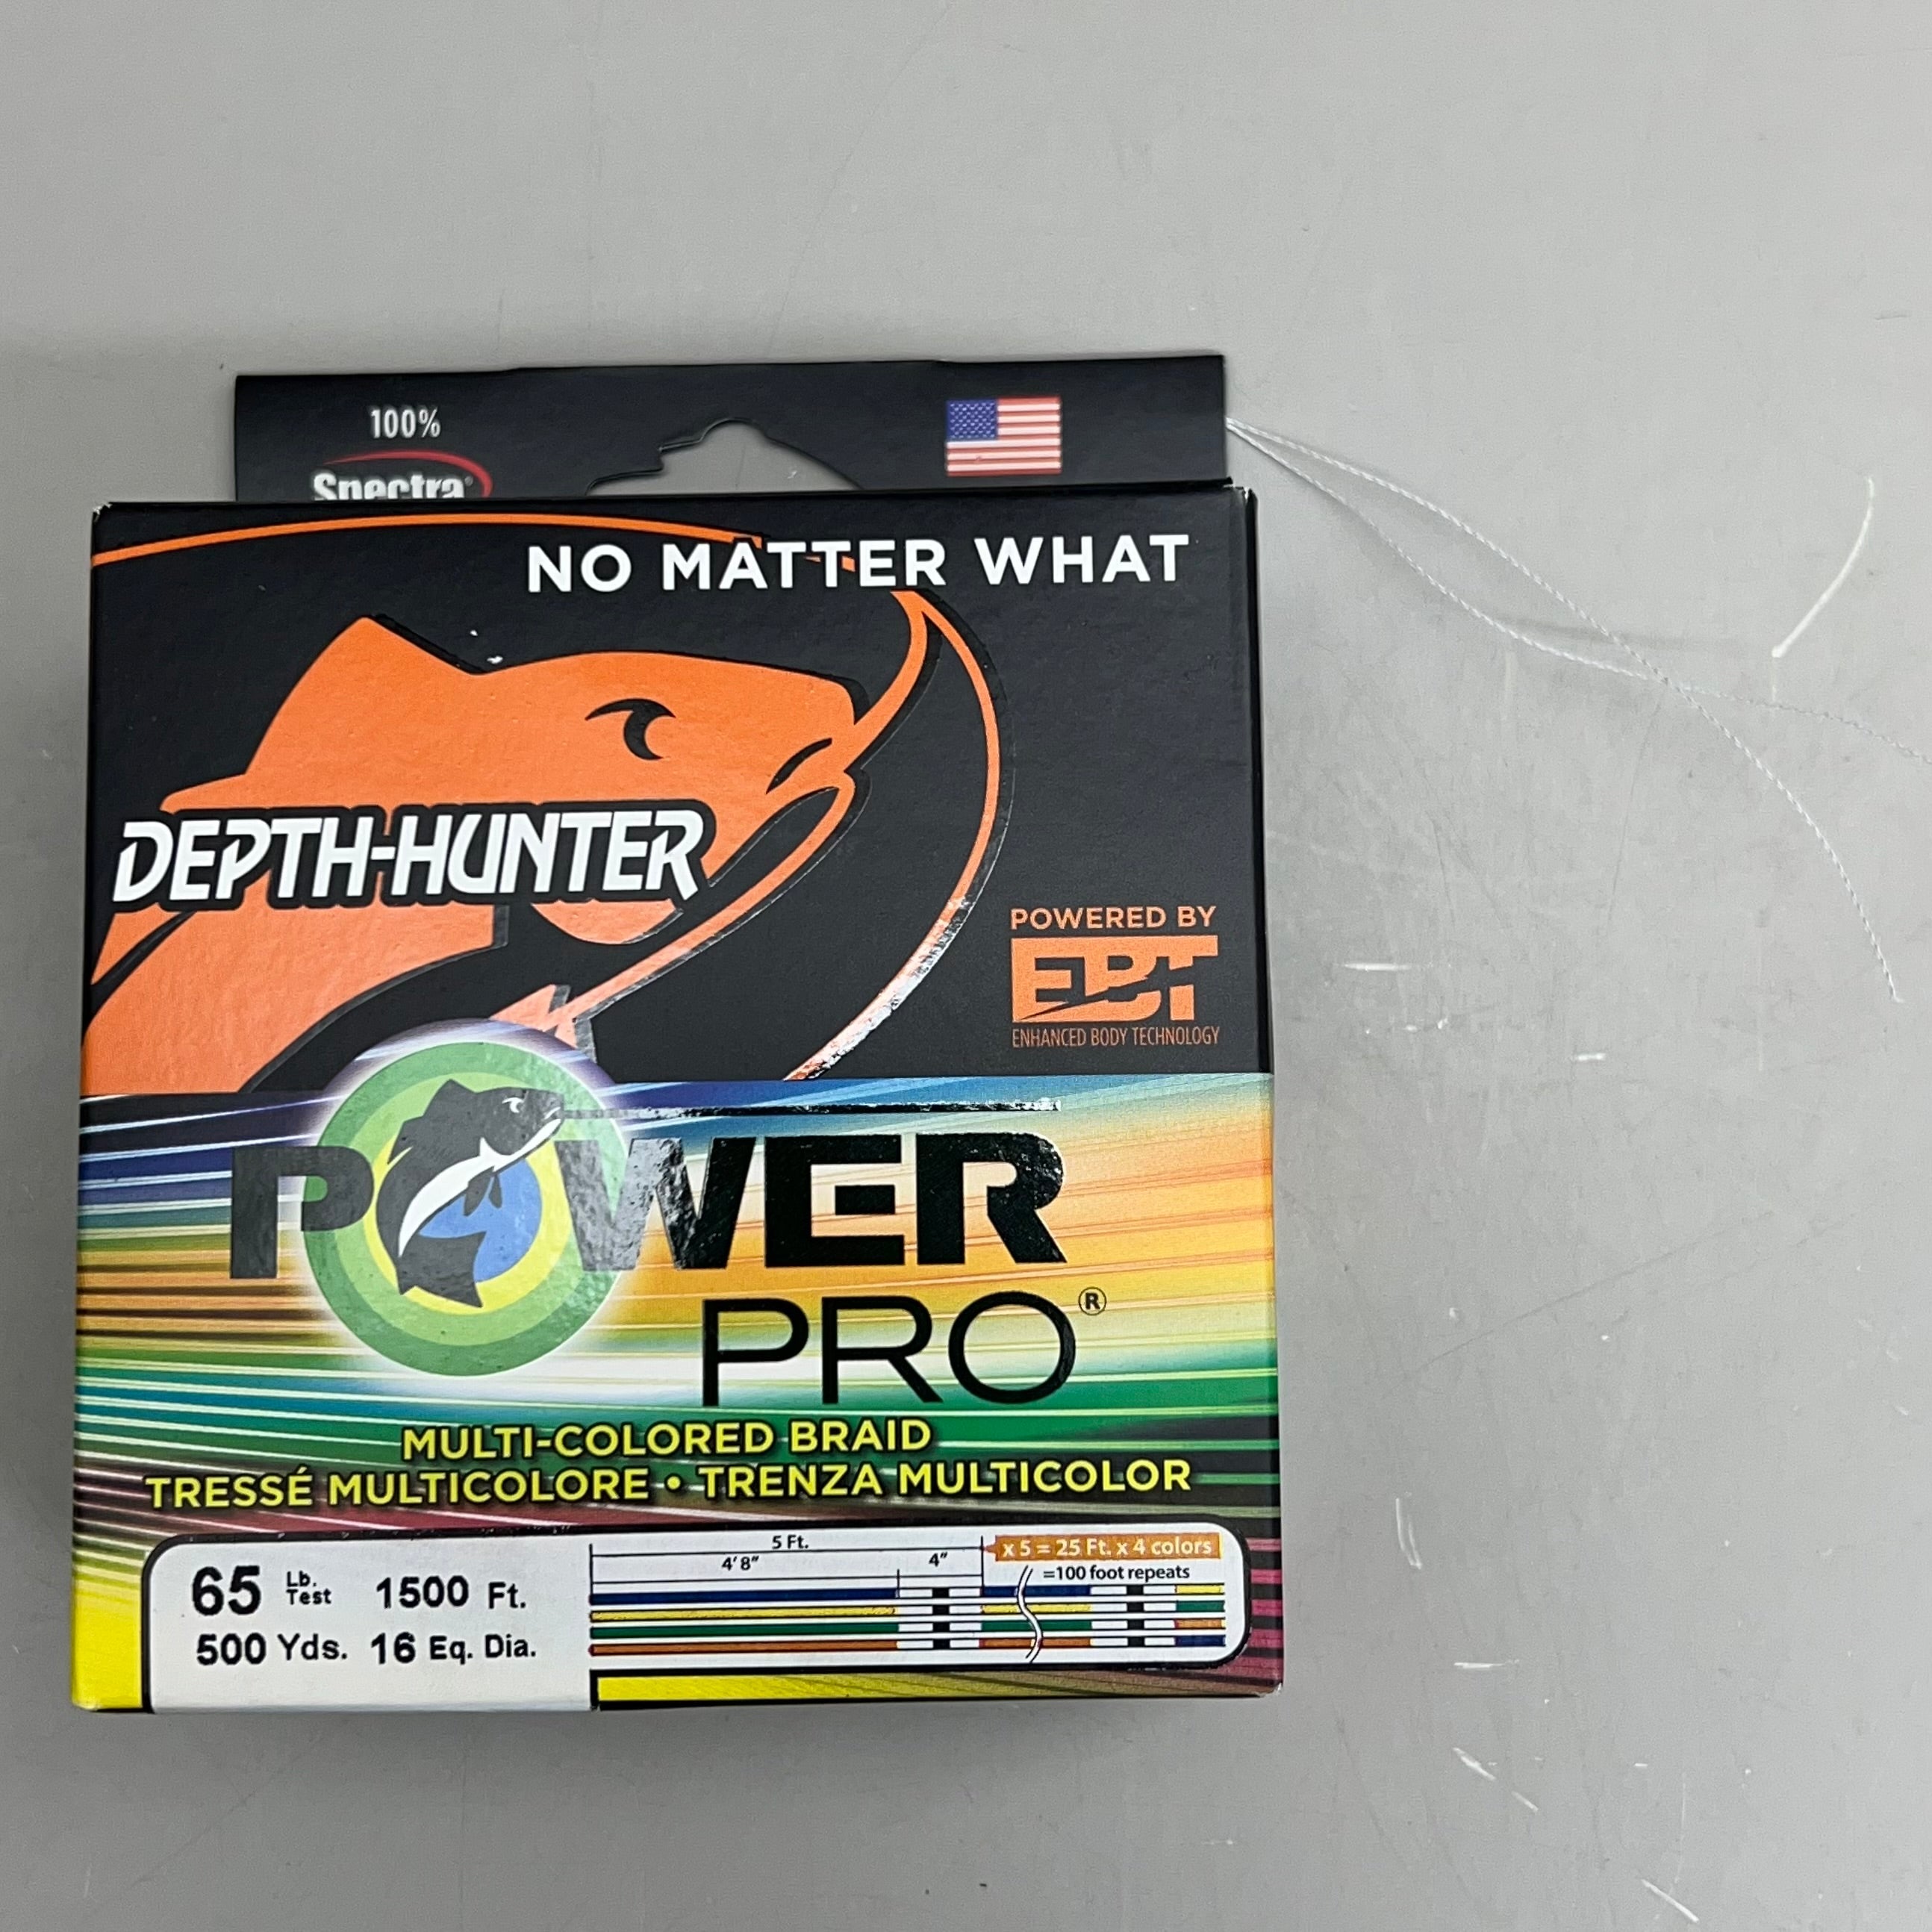 100%
Spectra®
NO MATTER WHAT
DEPTH-HUNTER
POWERED BY
EBT
ENHANCED BODY TECHNOLOGY
POWER
PRO®
MULTI-COLORED BRAID
TRESSÉ MULTICOLORE • TRENZA MULTICOLOR
65 Lb. Test 1500 Ft.
500 Yds. 16 Eq. Dia.
5 Ft.
4' 8" 4"
x 5 = 25 Ft. x 4 colors
=100 foot repeats